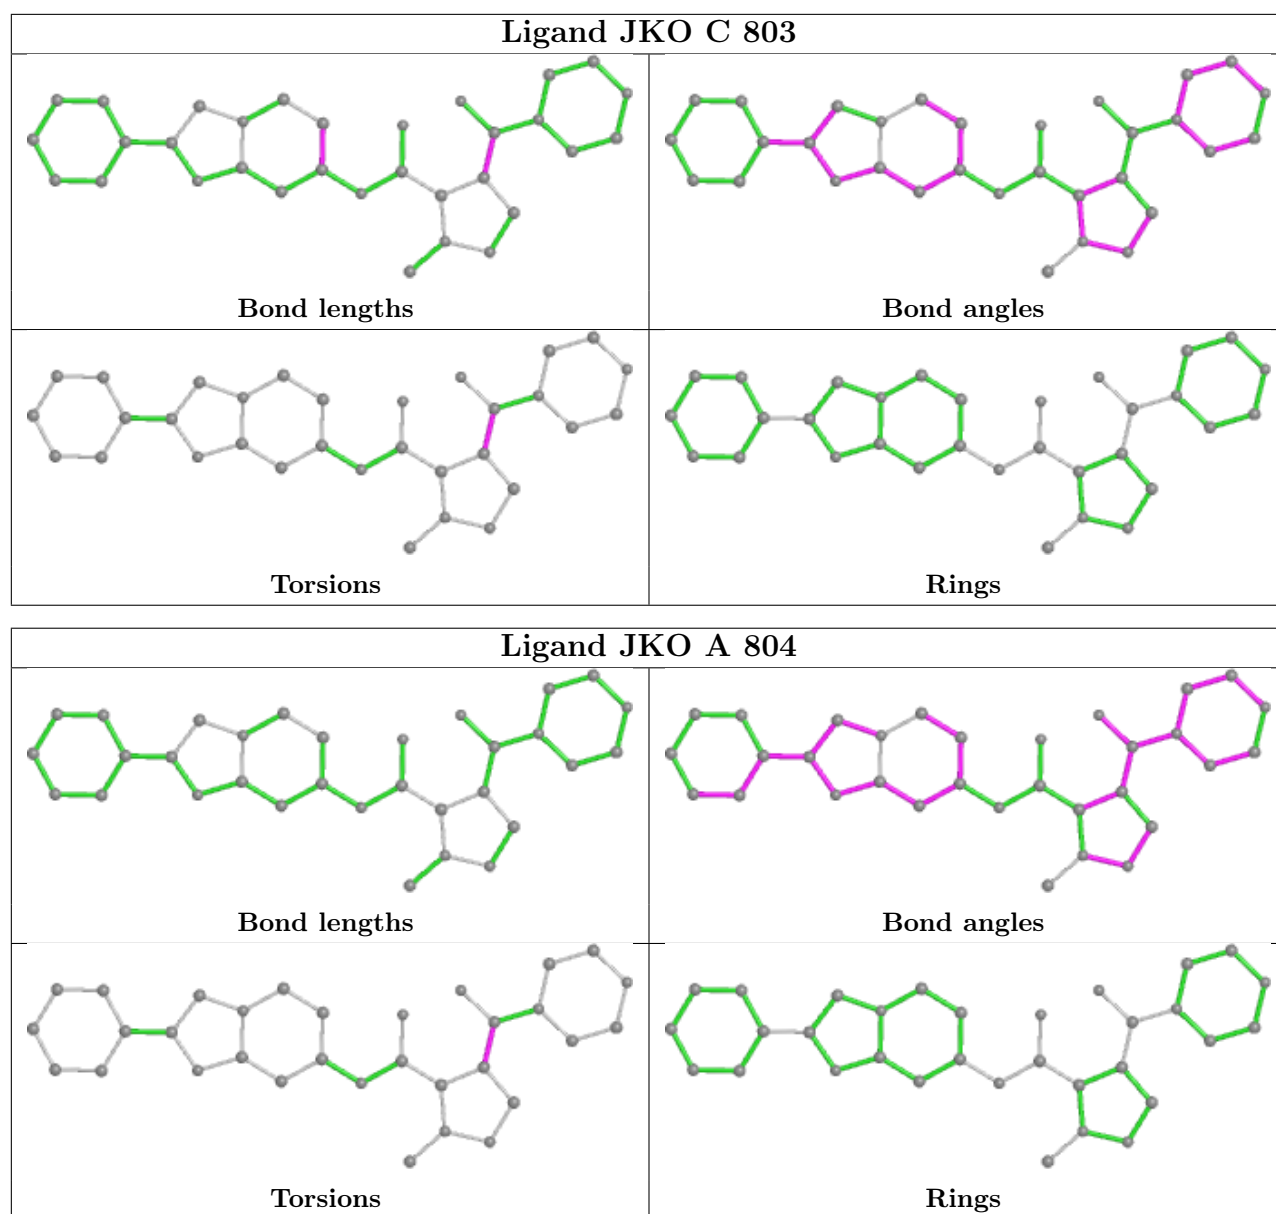 Ligand JKO C 803
Bond lengths
Bond angles
Torsions
Rings
Ligand JKO A 804
Bond lengths
Bond angles
Torsions
Rings